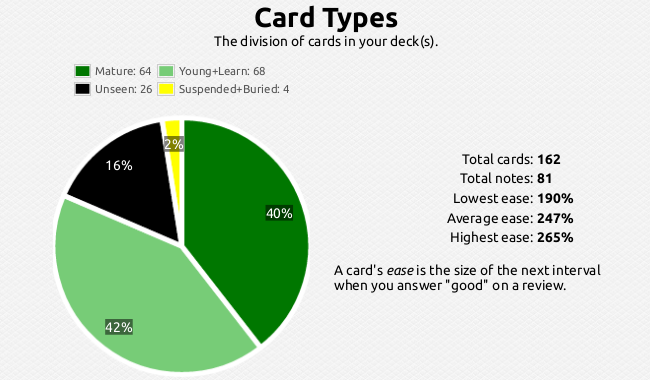 Card Types
The division of cards in your deck(s).
Mature: 64 Young+Learn: 68
Unseen: 26 Suspended+Buried: 4
2%
16%
40%
42%
Total cards: 162
Total notes: 81
Lowest ease: 190%
Average ease: 247%
Highest ease: 265%
A card's ease is the size of the next interval
when you answer "good" on a review.